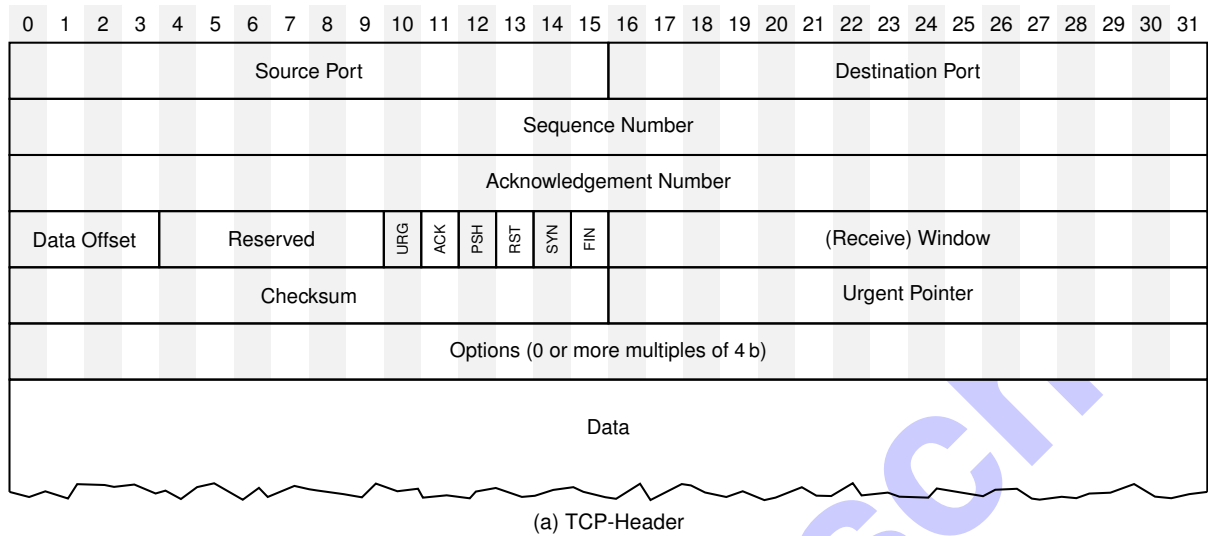 0 1 2 3 4 5 6 7 8 9 10 11 12 13 14 15 16 17 18 19 20 21 22 23 24 25 26 27 28 29 30 31
Source Port Destination Port
Sequence Number
Acknowledgement Number
Data Offset Reserved URG ACK PSH RST SYN FIN (Receive) Window
Checksum Urgent Pointer
Options (0 or more multiples of 4 b)
Data
(a) TCP-Header